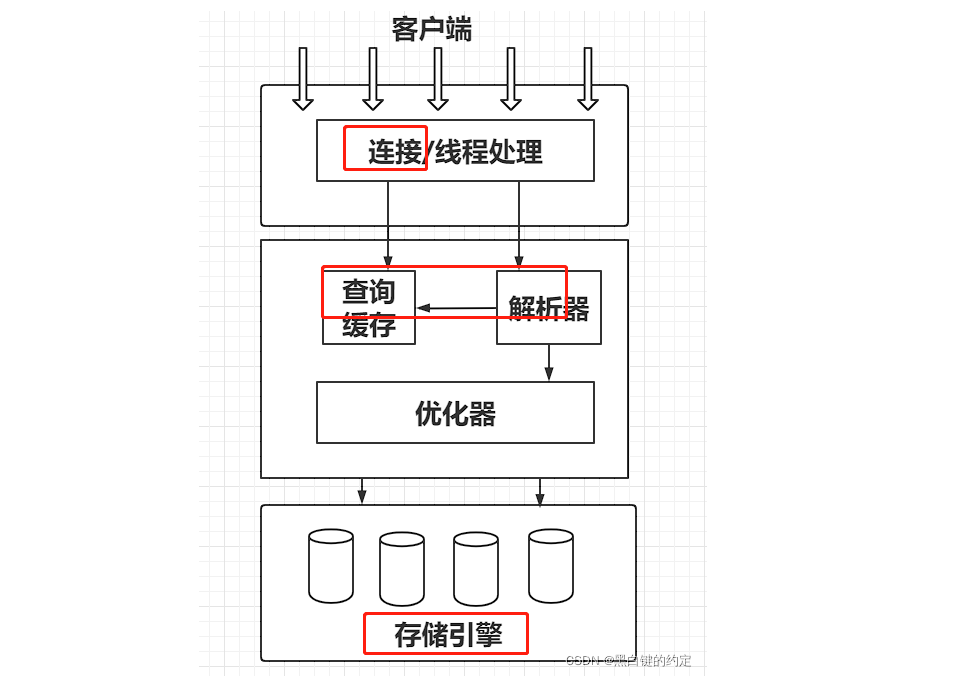 客户端
连接/线程处理
查询
缓存
解析器
优化器
存储引擎
CSDN @黑白键的约定